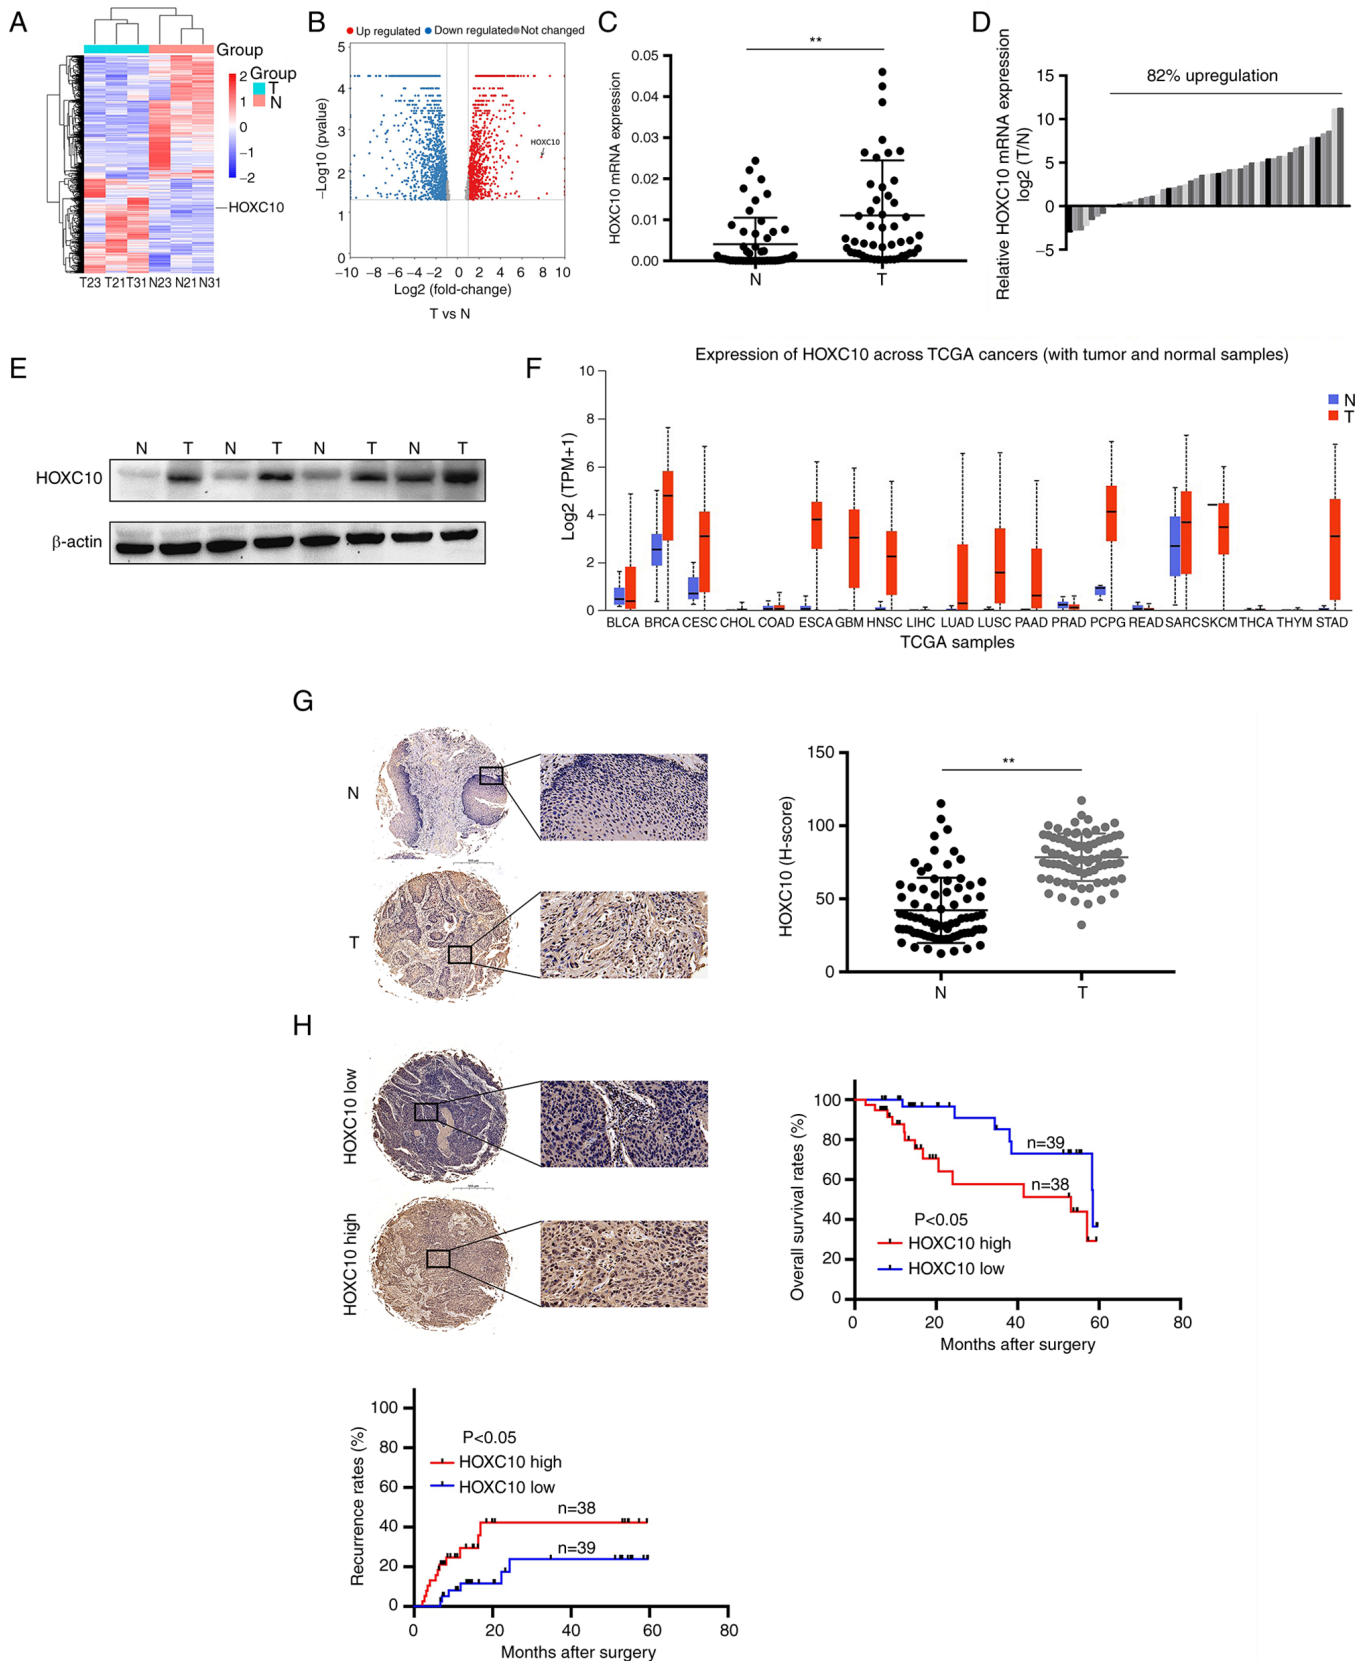 A
Group
2
1
0
−1
−2
Group
T
N
HOXC10
T23 T21 T31 N23 N21 N31
B
Up regulated Down regulated Not changed
−Log10 (pvalue)
5
4
3
2
1
0
HOXC10
−10 −8 −6 −4 −2 0 2 4 6 8 10
Log2 (fold-change)
T vs N
C
**
HOXC10 mRNA expression
0.05
0.04
0.03
0.02
0.01
0.00
N T
D
Relative HOXC10 mRNA expression
log2 (T/N)
82% upregulation
15
10
5
0
−5
E
N T N T N T N T
HOXC10
β-actin
F
Expression of HOXC10 across TCGA cancers (with tumor and normal samples)
Log2 (TPM+1)
10
8
6
4
2
0
N
T
BLCA BRCA CESC CHOL COAD ESCA GBM HNSC LIHC LUAD LUSC PAAD PRAD PCPG READ SARC SKCM THCA THYM STAD
TCGA samples
G
N
T
HOXC10 (H-score)
150
100
50
0
**
N T
H
HOXC10 low
HOXC10 high
Overall survival rates (%)
100
80
60
40
20
0
n=39
n=38
P<0.05
HOXC10 high
HOXC10 low
0 20 40 60 80
Months after surgery
Recurrence rates (%)
100
80
60
40
20
0
P<0.05
HOXC10 high
HOXC10 low
n=38
n=39
0 20 40 60 80
Months after surgery